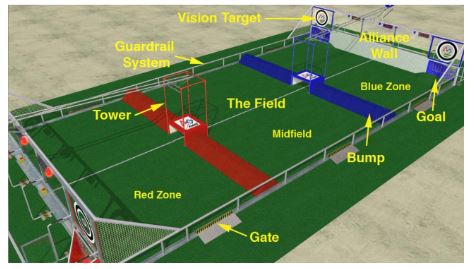 Vision Target
Alliance
Wall
Guardrail
System
Blue Zone
The Field
Tower
Goal
Midfield
Bump
Red Zone
Gate